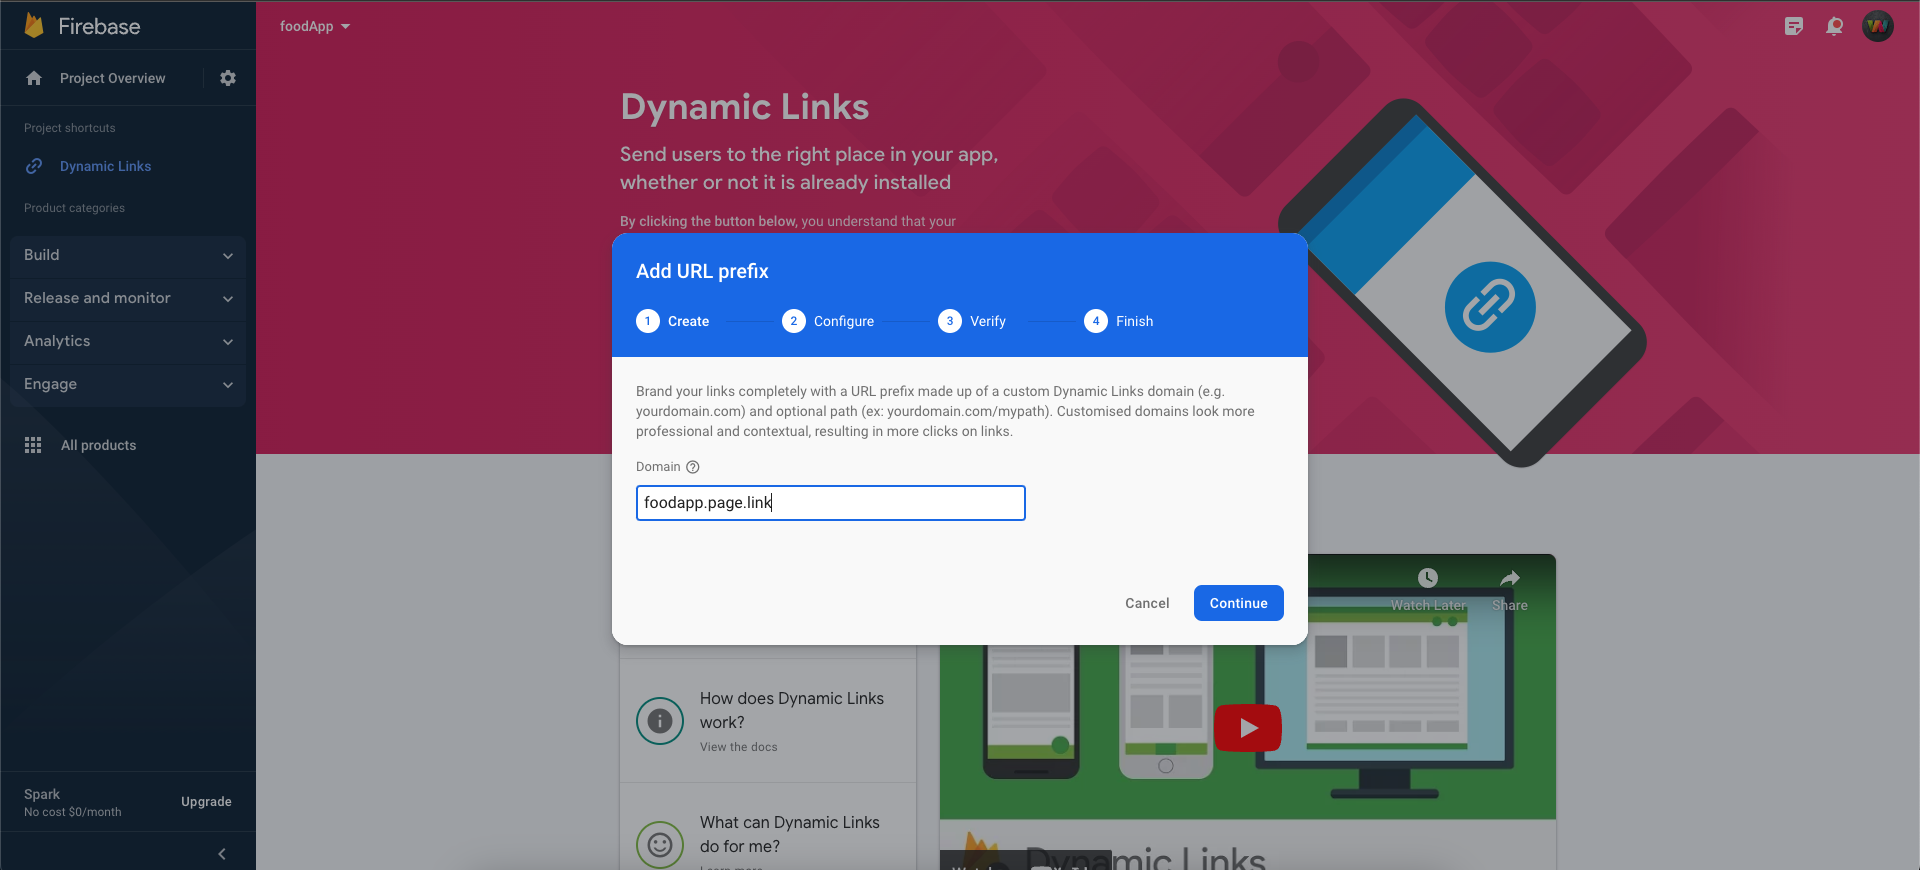 Firebase
foodApp
Project Overview
Project shortcuts
Dynamic Links
Product categories
Build
Release and monitor
Analytics
Engage
All products
Spark
No cost $0/month
Upgrade
Dynamic Links
Send users to the right place in your app,
whether or not it is already installed
By clicking the button below, you understand that your
Add URL prefix
1 Create 2 Configure 3 Verify 4 Finish
Brand your links completely with a URL prefix made up of a custom Dynamic Links domain (e.g.
yourdomain.com) and optional path (ex: yourdomain.com/mypath). Customised domains look more
professional and contextual, resulting in more clicks on links.
Domain
foodapp.page.link
Cancel Continue
How does Dynamic Links
work?
View the docs
What can Dynamic Links
do for me?
Watch Later Share
Dynamic Links